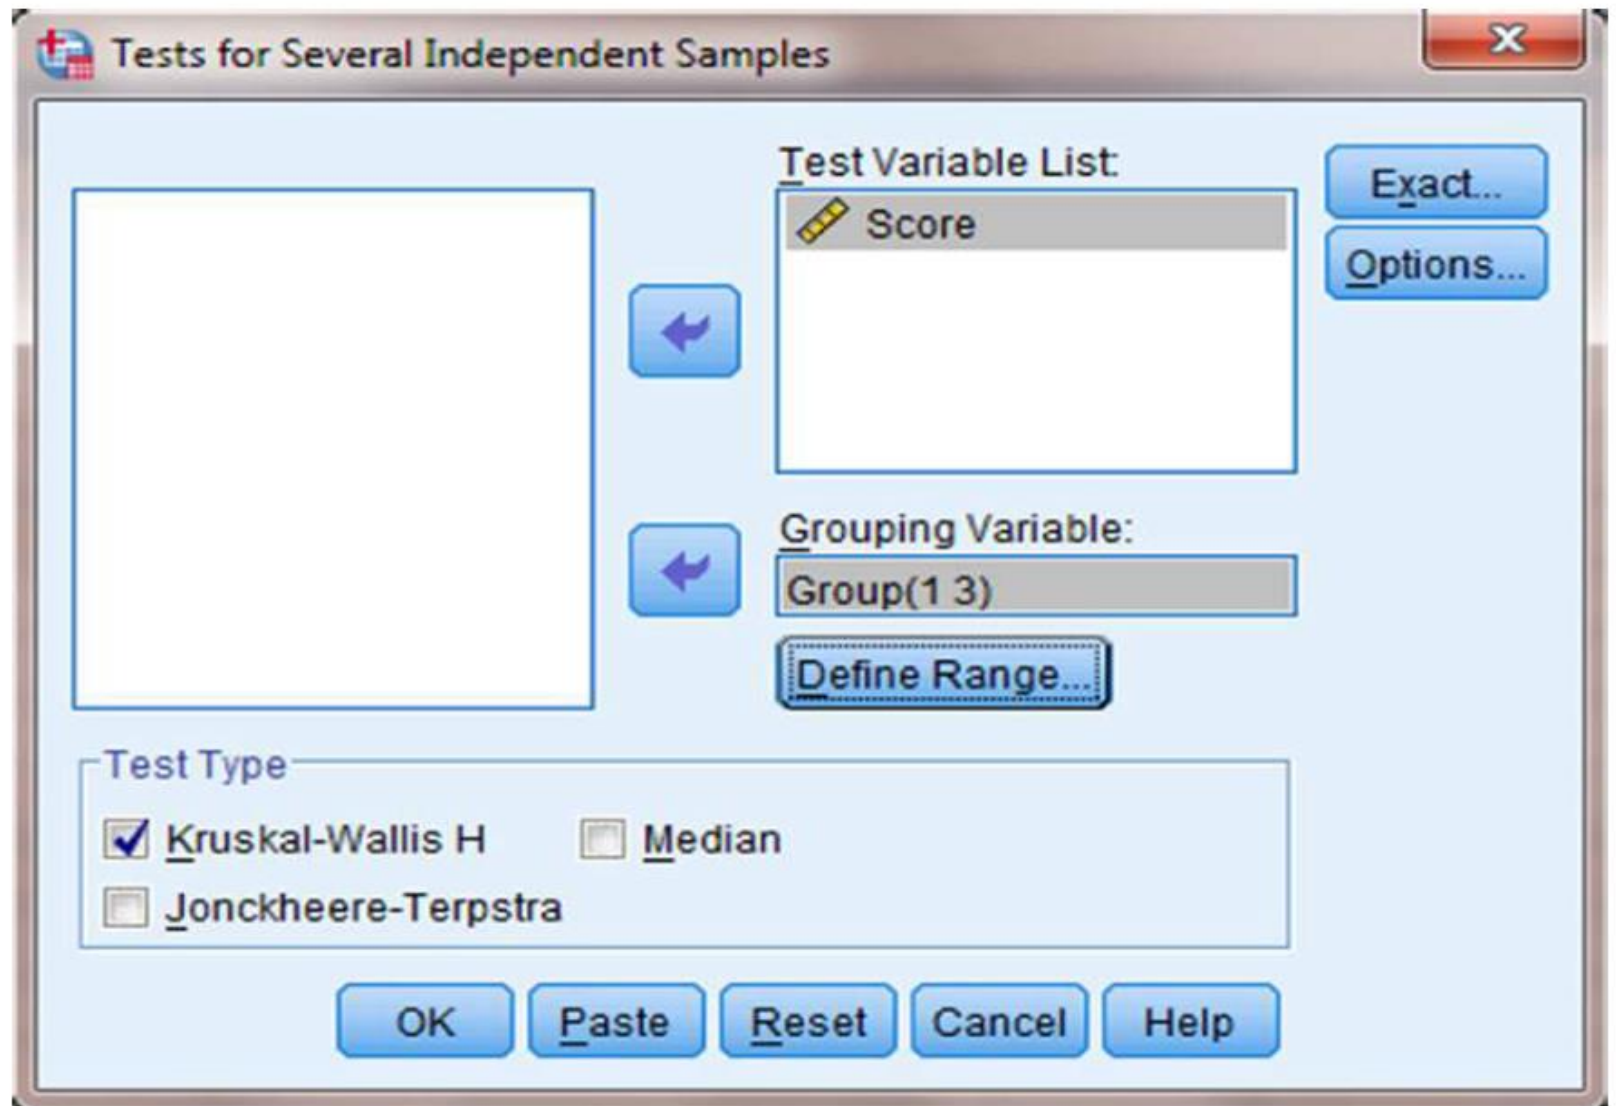 Tests for Several Independent Samples
Test Variable List:
Score
Exact...
Options...
Grouping Variable:
Group(1 3)
Define Range...
Test Type
Kruskal-Wallis H
Median
Jonckheere-Terpstra
OK
Paste
Reset
Cancel
Help